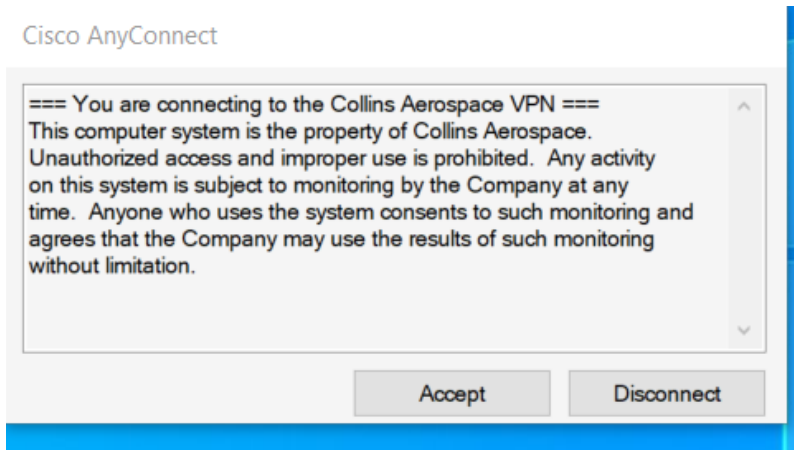 Cisco AnyConnect
=== You are connecting to the Collins Aerospace VPN ===
This computer system is the property of Collins Aerospace.
Unauthorized access and improper use is prohibited.  Any activity
on this system is subject to monitoring by the Company at any
time.  Anyone who uses the system consents to such monitoring and
agrees that the Company may use the results of such monitoring
without limitation.
Accept
Disconnect